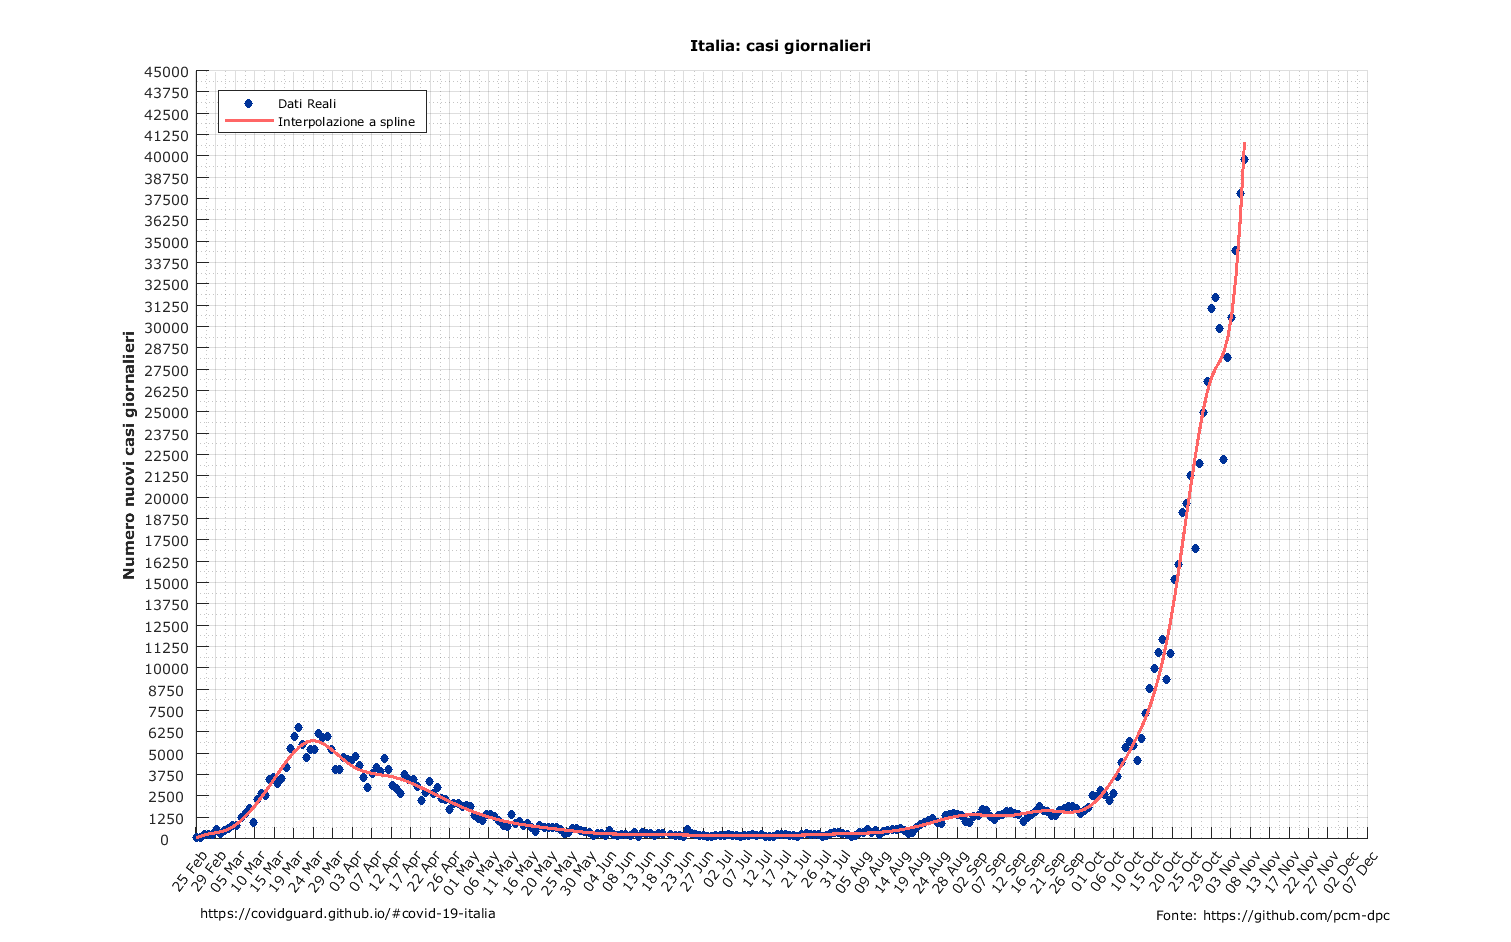 Italia: casi giornalieri
Dati Reali
Interpolazione a spline
Numero nuovi casi giornalieri
45000
43750
42500
41250
40000
38750
37500
36250
35000
33750
32500
31250
30000
28750
27500
26250
25000
23750
22500
21250
20000
18750
17500
16250
15000
13750
12500
11250
10000
8750
7500
6250
5000
3750
2500
1250
0
25 Feb
29 Feb
05 Mar
10 Mar
15 Mar
19 Mar
24 Mar
29 Mar
03 Apr
07 Apr
12 Apr
17 Apr
22 Apr
26 Apr
01 May
06 May
11 May
16 May
20 May
25 May
30 May
04 Jun
08 Jun
13 Jun
18 Jun
23 Jun
27 Jun
02 Jul
07 Jul
12 Jul
17 Jul
21 Jul
26 Jul
31 Jul
05 Aug
09 Aug
14 Aug
19 Aug
24 Aug
28 Aug
02 Sep
07 Sep
12 Sep
16 Sep
21 Sep
26 Sep
01 Oct
06 Oct
10 Oct
15 Oct
20 Oct
25 Oct
29 Oct
03 Nov
08 Nov
13 Nov
17 Nov
22 Nov
27 Nov
02 Dec
07 Dec
https://covidguard.github.io/#covid-19-italia
Fonte: https://github.com/pcm-dpc